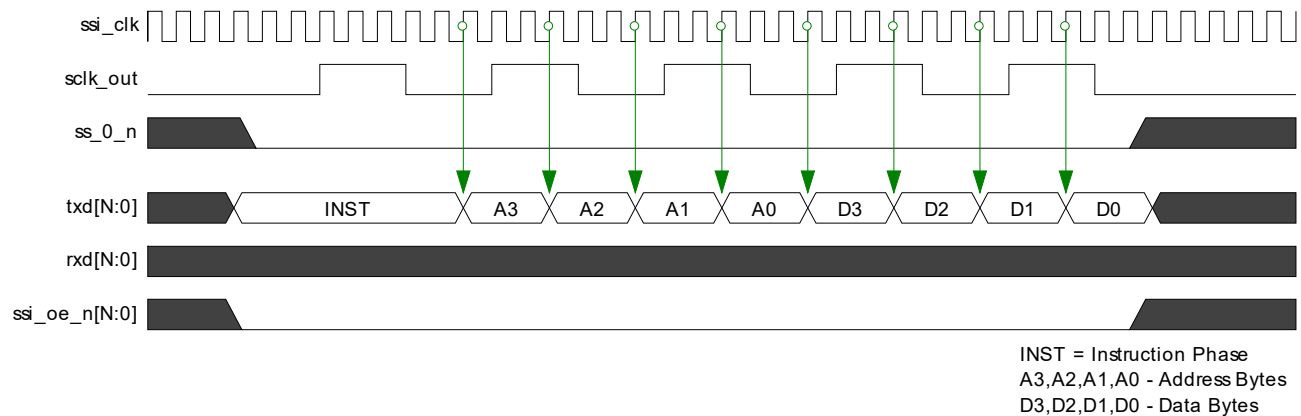 ssi_clk
sclk_out
ss_0_n
txd[N:0] INST A3 A2 A1 A0 D3 D2 D1 D0
rxd[N:0]
ssi_oe_n[N:0]
INST = Instruction Phase
A3,A2,A1,A0 - Address Bytes
D3,D2,D1,D0 - Data Bytes